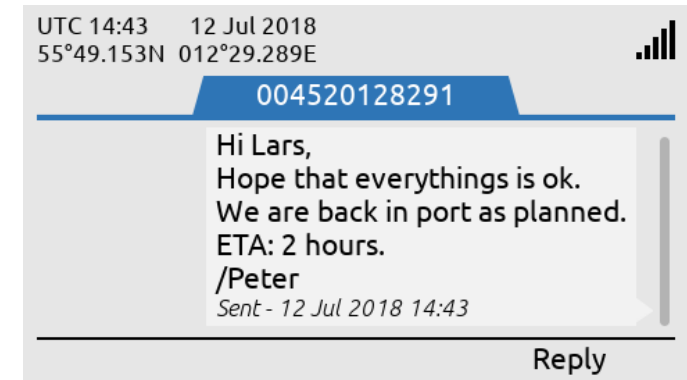 UTC 14:43 12 Jul 2018
55°49.153N 012°29.289E
004520128291
Hi Lars,
Hope that everythings is ok.
We are back in port as planned.
ETA: 2 hours.
/Peter
Sent - 12 Jul 2018 14:43
Reply